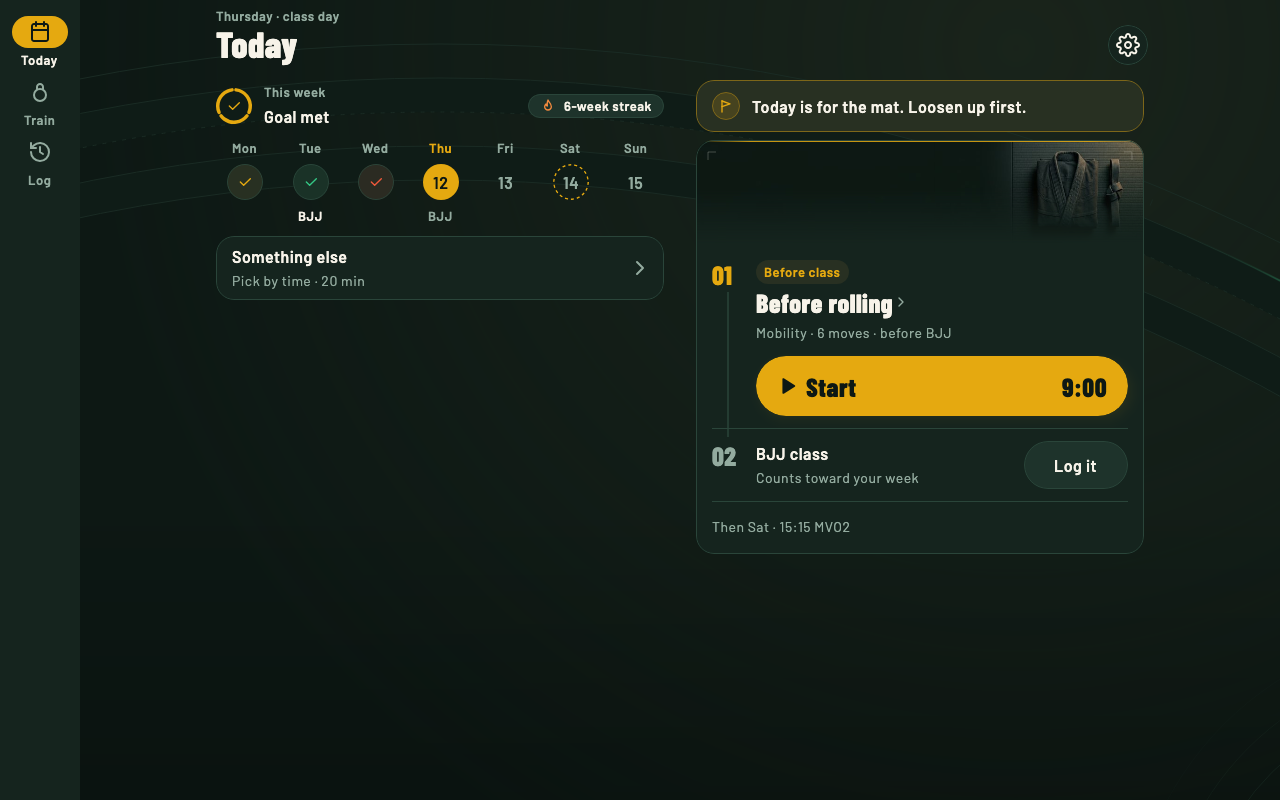 Today
Train
Log
Thursday · class day
Today
This week
Goal met
6-week streak
Mon Tue Wed Thu Fri Sat Sun
12 13 14 15
BJJ BJJ
Something else
Pick by time · 20 min
Today is for the mat. Loosen up first.
01
Before class
Before rolling
Mobility · 6 moves · before BJJ
Start 9:00
02
BJJ class
Counts toward your week
Log it
Then Sat · 15:15 MVO2